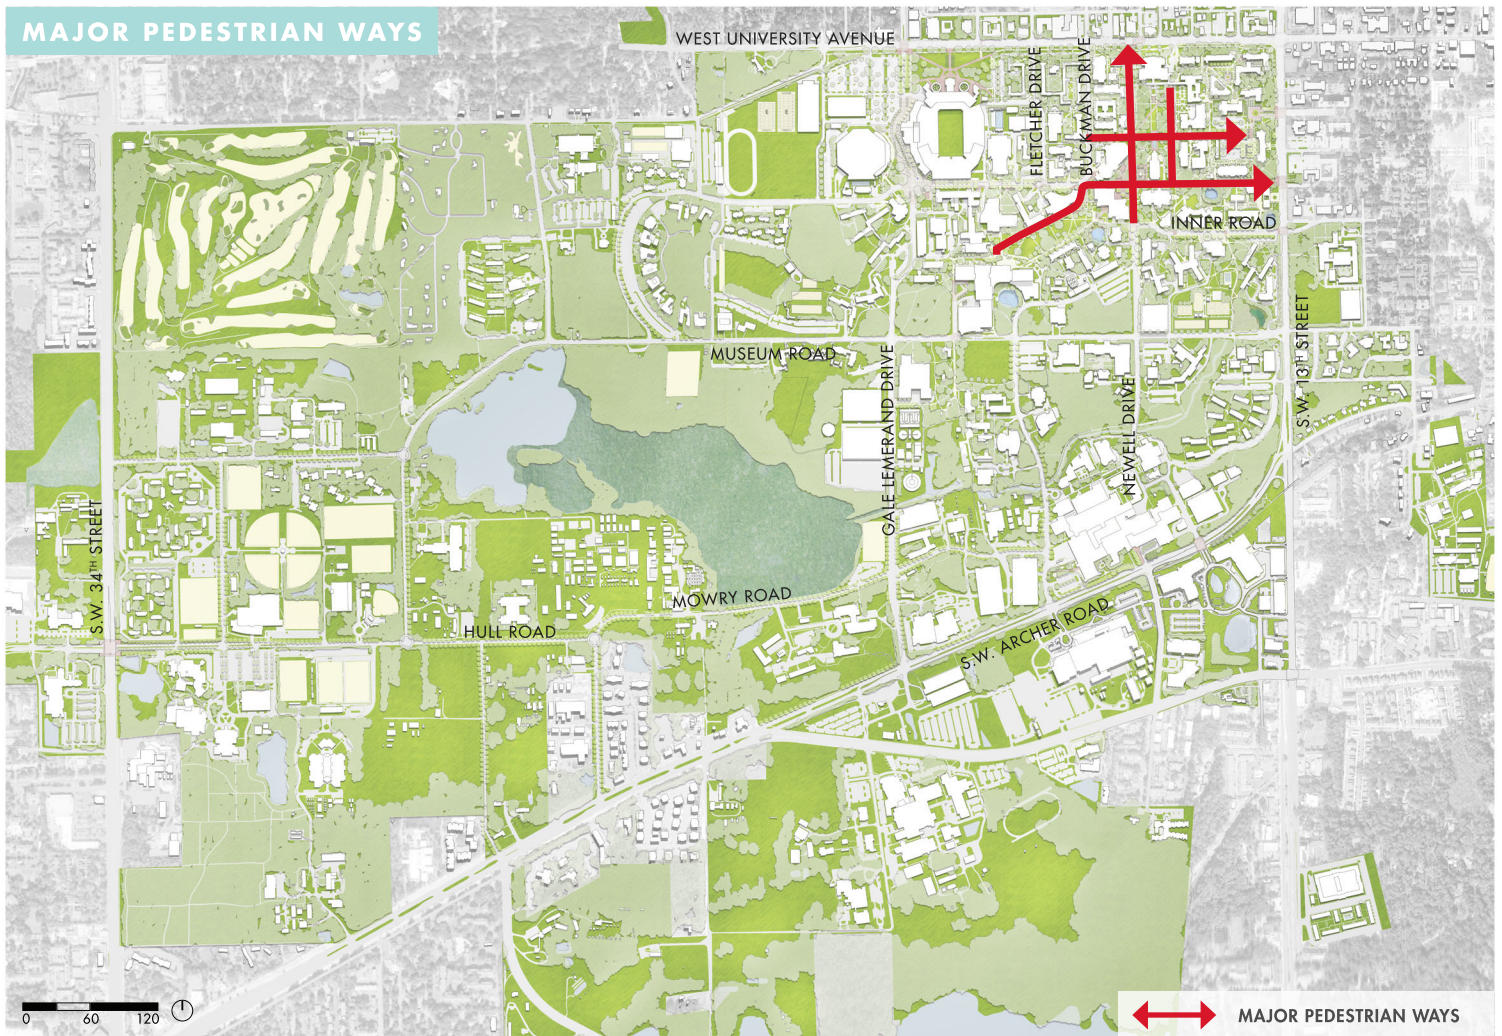 MAJOR PEDESTRIAN WAYS
WEST UNIVERSITY AVENUE
FLETCHER DRIVE
BUCKMAN DRIVE
INNER ROAD
S.W. 13TH STREET
MUSEUM ROAD
GALE LEMERAND DRIVE
NEWELL DRIVE
S.W. 34TH STREET
MOWRY ROAD
HULL ROAD
S.W. ARCHER ROAD
0 60 120
MAJOR PEDESTRIAN WAYS